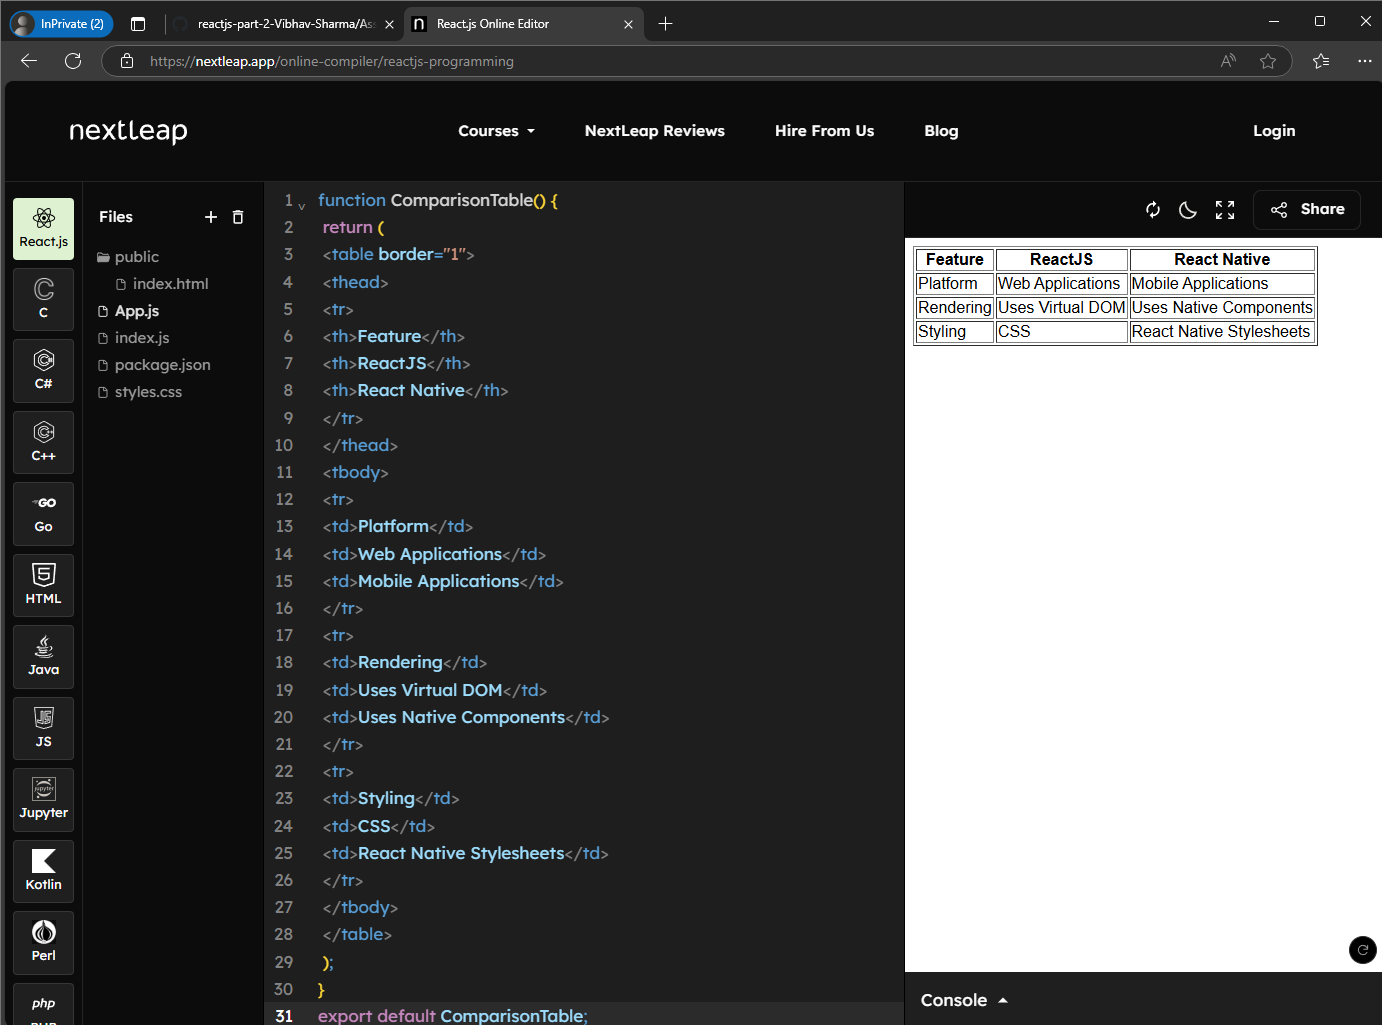 InPrivate (2)
reactjs-part-2-Vibhav-Sharma/As
React.js Online Editor
https://nextleap.app/online-compiler/reactjs-programming
nextleap
Courses
NextLeap Reviews
Hire From Us
Blog
Login
React.js
C
C#
C++
GO
Go
5
HTML
Java
JS
JS
jupyter
Jupyter
Kotlin
Perl
php
Files
public
index.html
App.js
index.js
package.json
styles.css
1 function ComparisonTable() {
2 return (
3 <table border="1">
4 <thead>
5 <tr>
6 <th>Feature</th>
7 <th>ReactJS</th>
8 <th>React Native</th>
9 </tr>
10 </thead>
11 <tbody>
12 <tr>
13 <td>Platform</td>
14 <td>Web Applications</td>
15 <td>Mobile Applications</td>
16 </tr>
17 <tr>
18 <td>Rendering</td>
19 <td>Uses Virtual DOM</td>
20 <td>Uses Native Components</td>
21 </tr>
22 <tr>
23 <td>Styling</td>
24 <td>CSS</td>
25 <td>React Native Stylesheets</td>
26 </tr>
27 </tbody>
28 </table>
29 );
30 }
31 export default ComparisonTable;
Share
Feature ReactJS React Native
Platform Web Applications Mobile Applications
Rendering Uses Virtual DOM Uses Native Components
Styling CSS React Native Stylesheets
Console